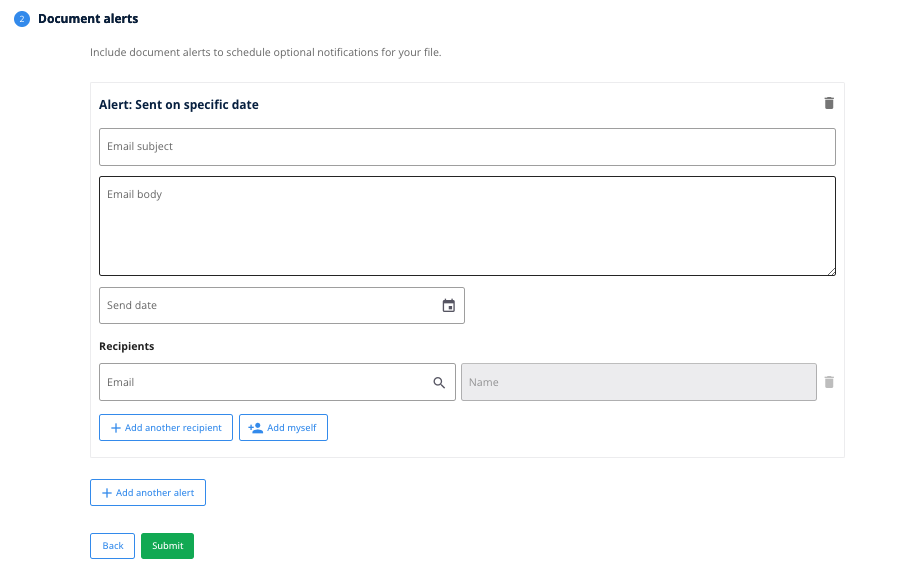 2 Document alerts
Include document alerts to schedule optional notifications for your file.
Alert: Sent on specific date
Email subject
Email body
Send date
Recipients
Email Name
Add another recipient Add myself
Add another alert
Back Submit